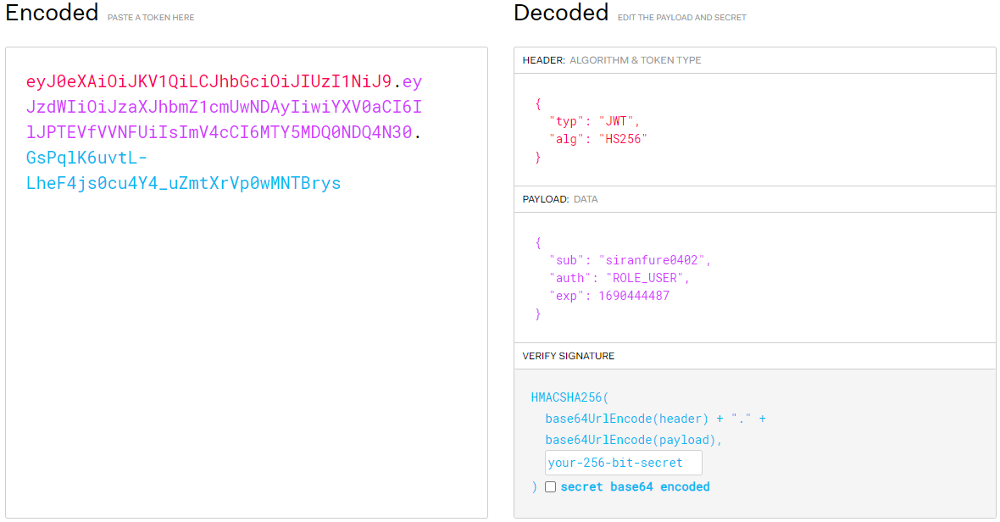 Encoded PASTE A TOKEN HERE
eyJ0eXAiOiJKV1QiLCJhbGciOiJIUzI1NiJ9.ey
JzdWIiOiJzaXJhbmZ1cmUwNDAyIiwiYXV0aCI6I
lJPTEVfVVNFUiIsImV4cCI6MTY5MDQ0NDQ4N30.
GsPqlK6uvtL-
LheF4js0cu4Y4_uZmtXrVp0wMNTBrys
Decoded EDIT THE PAYLOAD AND SECRET
HEADER: ALGORITHM & TOKEN TYPE
{
"typ": "JWT",
"alg": "HS256"
}
PAYLOAD: DATA
{
"sub": "siranfure0402",
"auth": "ROLE_USER",
"exp": 1690444487
}
VERIFY SIGNATURE
HMACSHA256(
base64UrlEncode(header) + "." +
base64UrlEncode(payload),
your-256-bit-secret
) secret base64 encoded